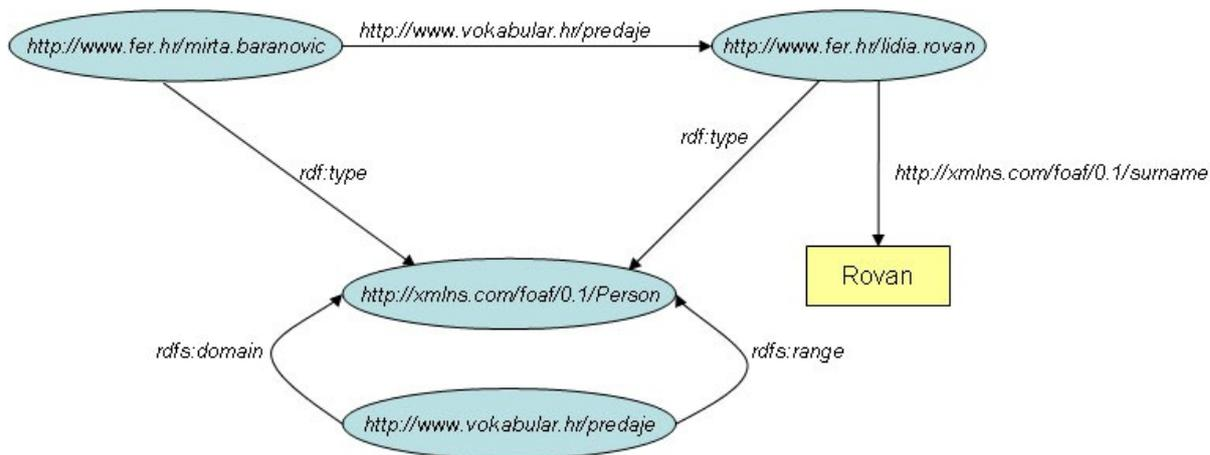 http://www.vokabular.hr/predaje
http://www.fer.hr/mirta.baranovic
http://www.fer.hr/lidia.rovan
rdf:type
rdf:type
http://xmlns.com/foaf/0.1/surname
Rovan
http://xmlns.com/foaf/0.1/Person
rdfs:domain
rdfs:range
http://www.vokabular.hr/predaje